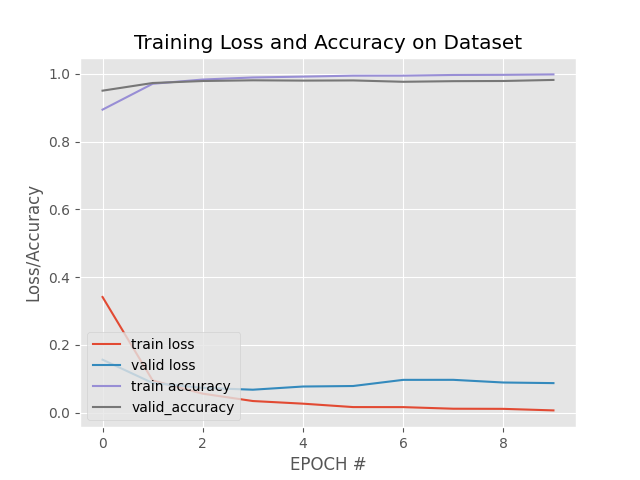 Training Loss and Accuracy on Dataset
1.0
0.8
0.6
0.4
0.2
0.0
Loss/Accuracy
train loss
valid loss
train accuracy
valid_accuracy
0
2
4
6
8
EPOCH #